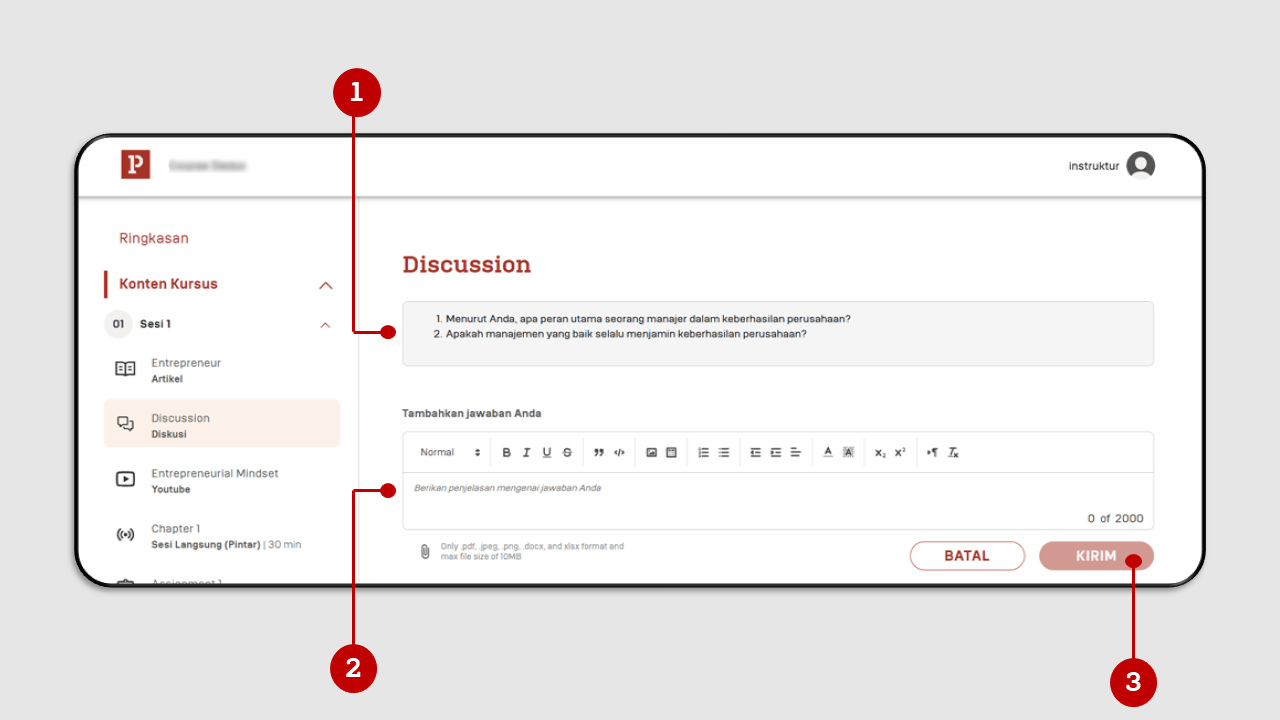 1
P
instruktur
Ringkasan
Konten Kursus
01 Sesi 1
Entrepreneur
Artikel
Discussion
Diskusi
Entrepreneurial Mindset
Youtube
Chapter 1
Sesi Langsung (Pintar) | 30 min
Assignment 1
Discussion
1. Menurut Anda, apa peran utama seorang manajer dalam keberhasilan perusahaan?
2. Apakah manajemen yang baik selalu menjamin keberhasilan perusahaan?
Tambahkan jawaban Anda
Normal
Berikan penjelasan mengenai jawaban Anda
0 of 2000
Only .pdf, .jpeg, .png, .docx, and xlsx format and
max file size of 10MB
BATAL
KIRIM
2
3